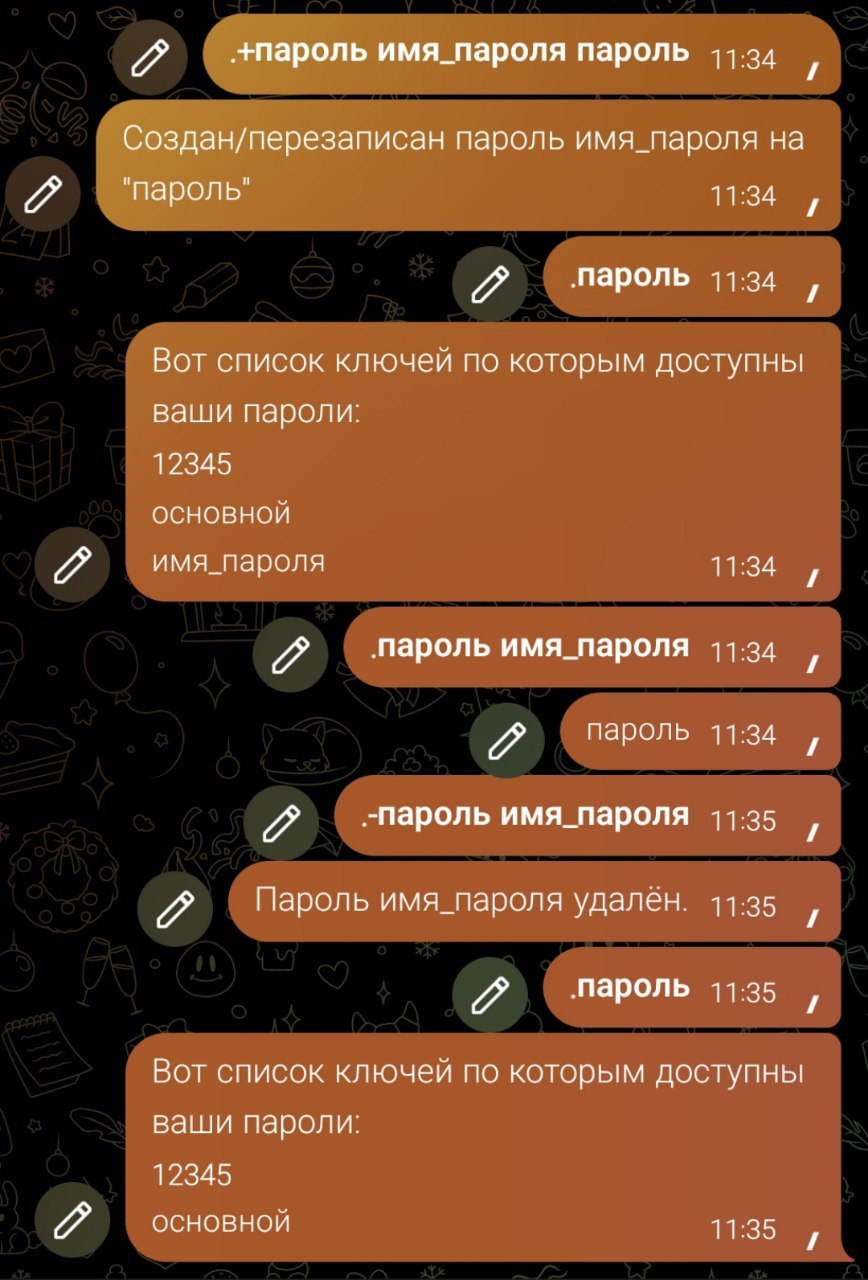 .+пароль имя_пароля пароль 11:34
Создан/перезаписан пароль имя_пароля на
"пароль" 11:34
.пароль 11:34
Вот список ключей по которым доступны
ваши пароли:
12345
основной
имя_пароля 11:34
.пароль имя_пароля 11:34
пароль 11:34
.-пароль имя_пароля 11:35
Пароль имя_пароля удалён. 11:35
.пароль 11:35
Вот список ключей по которым доступны
ваши пароли:
12345
основной 11:35